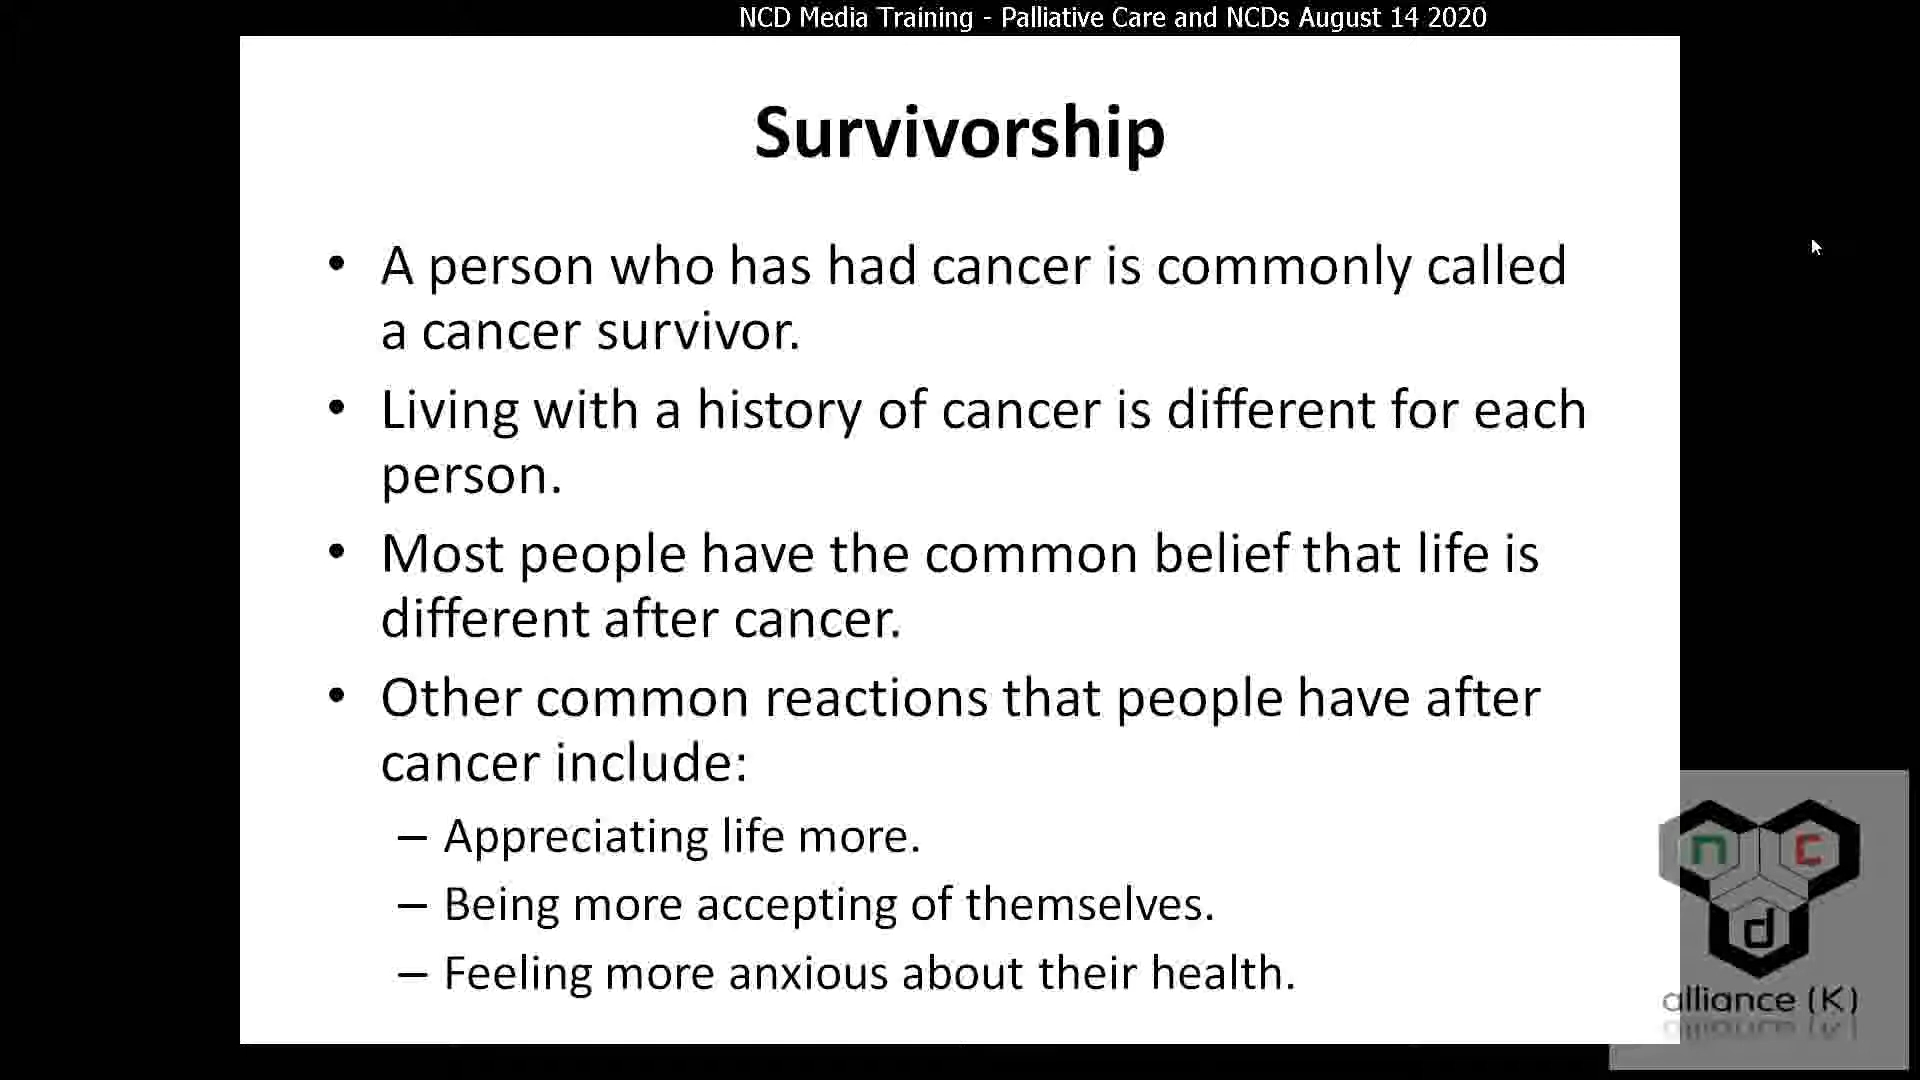 NCD Media Training - Palliative Care and NCDs August 14 2020
Survivorship
• A person who has had cancer is commonly called
a cancer survivor.
• Living with a history of cancer is different for each
person.
• Most people have the common belief that life is
different after cancer.
• Other common reactions that people have after
cancer include:
– Appreciating life more.
– Being more accepting of themselves.
– Feeling more anxious about their health.
n c
d
alliance (K)